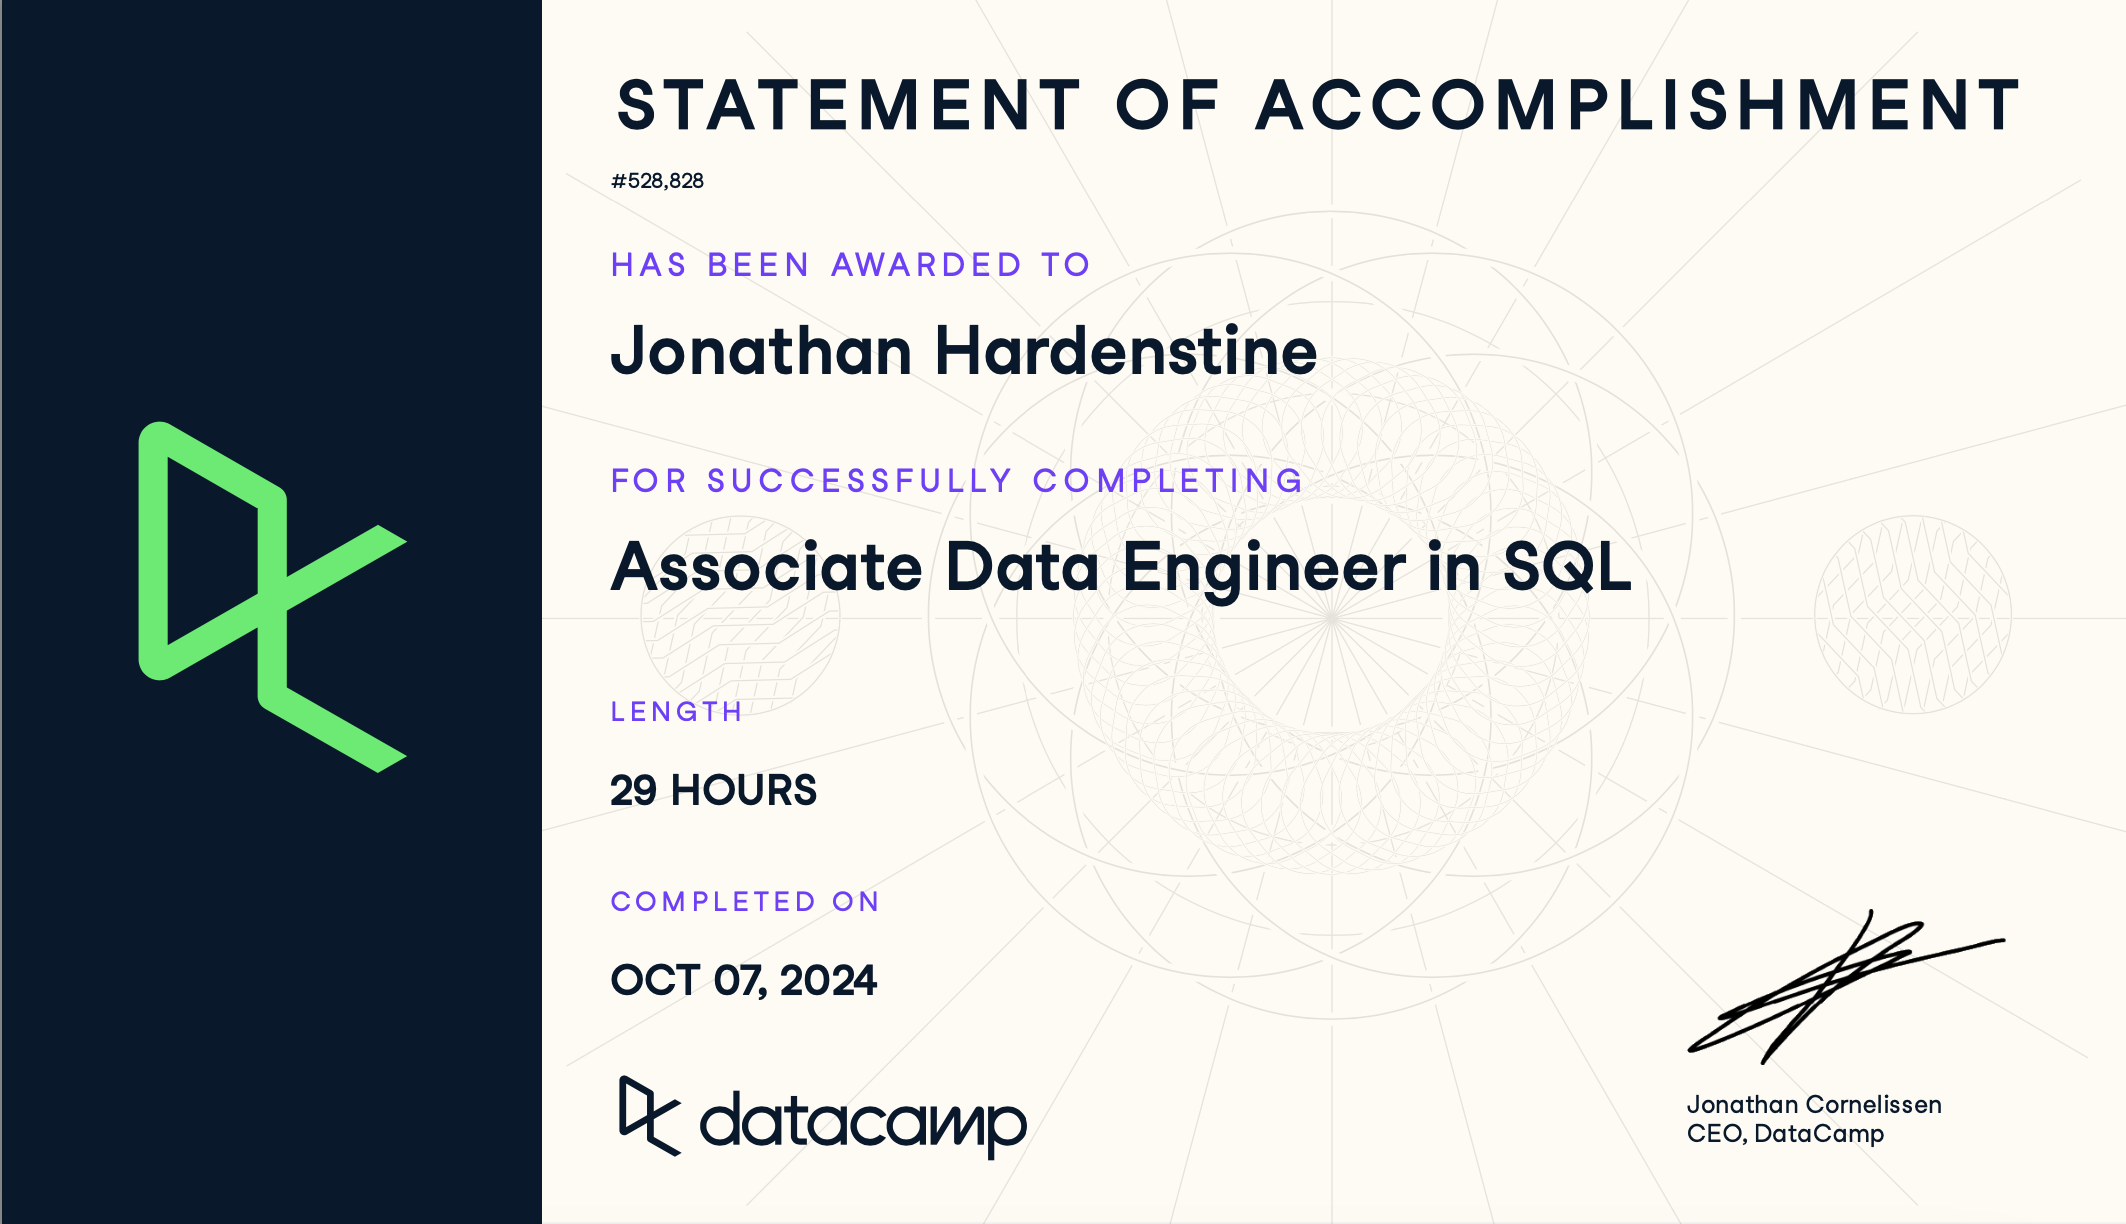 STATEMENT OF ACCOMPLISHMENT
#528,828
HAS BEEN AWARDED TO
Jonathan Hardenstine
FOR SUCCESSFULLY COMPLETING
Associate Data Engineer in SQL
LENGTH
29 HOURS
COMPLETED ON
OCT 07, 2024
datacamp
Jonathan Cornelissen
CEO, DataCamp